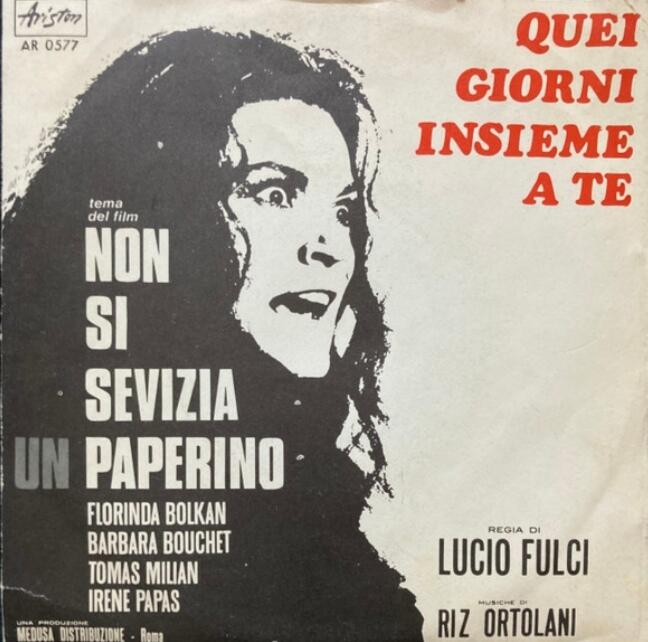 Ariston
AR 0577
QUEI
GIORNI
INSIEME
A TE
tema
del film
NON
SI
SEVIZIA
UN PAPERINO
FLORINDA BOLKAN
BARBARA BOUCHET
TOMAS MILIAN
IRENE PAPAS
REGIA DI
LUCIO FULCI
MUSICHE DI
RIZ ORTOLANI
UNA PRODUZIONE
MEDUSA DISTRIBUZIONE - Roma